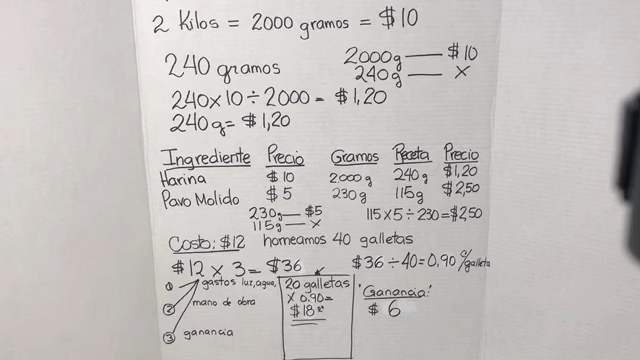 2 Kilos = 2000 gramos = $10
240 gramos
2000g — $10
240g — x
240x10÷2000= $1,20
240g= $1,20
Ingrediente Precio Gramos Receta Precio
Harina $10 2000g 240g $1,20
Pavo Molido $5 230g 115g $2,50
230g — $5
115g — x
115x5÷230=$2,50
Costo: $12 horneamos 40 galletas
$12 x 3= $36
$36÷40=0,90 c/galleta
1 gastos luz, agua,
2 mano de obra
3 ganancia
20 galletas
x 0,90=
$18
"Ganancia"
$6